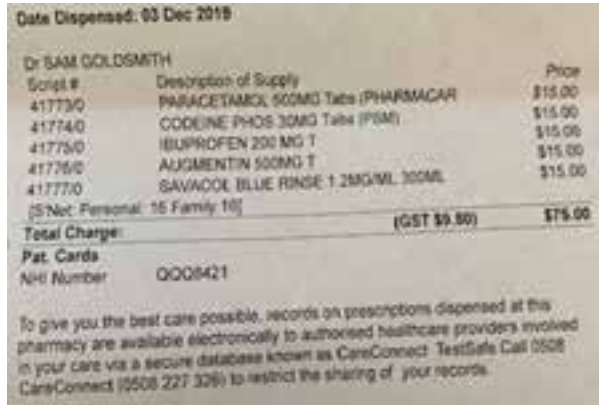 Date Dispensed: 03 Dec 2019
Dr SAM GOLDSMITH
Script # Description of Supply Price
41773/0 PARACETAMOL 500MG Tabs (PHARMACAR $15.00
41774/0 CODEINE PHOS 30MG Tabs (PSM) $15.00
41775/0 IBUPROFEN 200 MG T $15.00
41776/0 AUGMENTIN 500MG T $15.00
41777/0 SAVACOL BLUE RINSE 1.2MG/ML 300ML $15.00
[S'Net: Personal: 16 Family 16]
Total Charge: (GST $9.80) $75.00
Pat. Cards
NHI Number
To give you the best care possible, records on prescriptions dispensed at this
pharmacy are available electronically to authorised healthcare providers involved
in your care via a secure database known as CareConnect TestSafe Call 0508
CareConnect (0508 227 326) to restrict the sharing of your records.